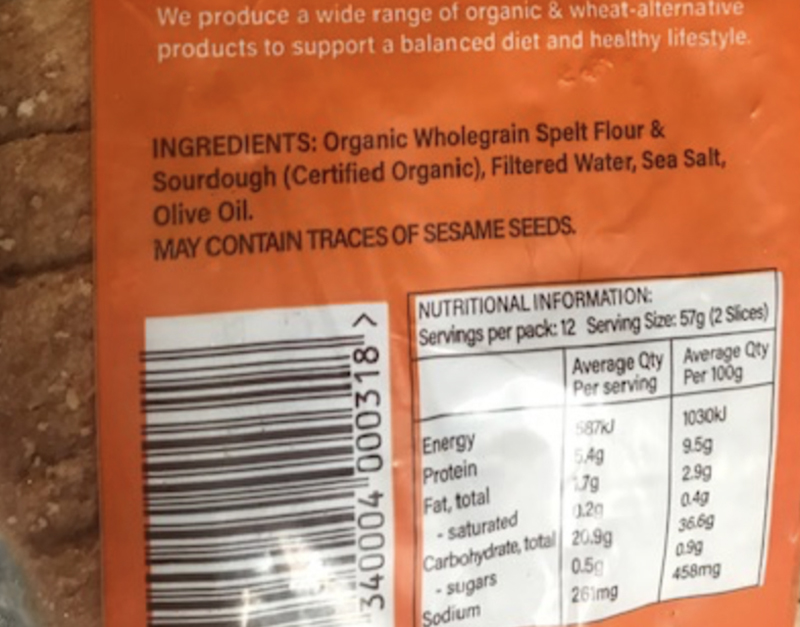 We produce a wide range of organic & wheat-alternative
products to support a balanced diet and healthy lifestyle.
INGREDIENTS: Organic Wholegrain Spelt Flour &
Sourdough (Certified Organic), Filtered Water, Sea Salt,
Olive Oil.
MAY CONTAIN TRACES OF SESAME SEEDS.
340004 000318 >
NUTRITIONAL INFORMATION:
Servings per pack: 12 Serving Size: 57g (2 Slices)
Average Qty Average Qty
Per serving Per 100g
Energy 587kJ 1030kJ
Protein 5.4g 9.5g
Fat, total 1.7g 2.9g
- saturated 0.2g 0.4g
Carbohydrate, total 20.9g 36.6g
- sugars 0.5g 0.9g
Sodium 261mg 458mg